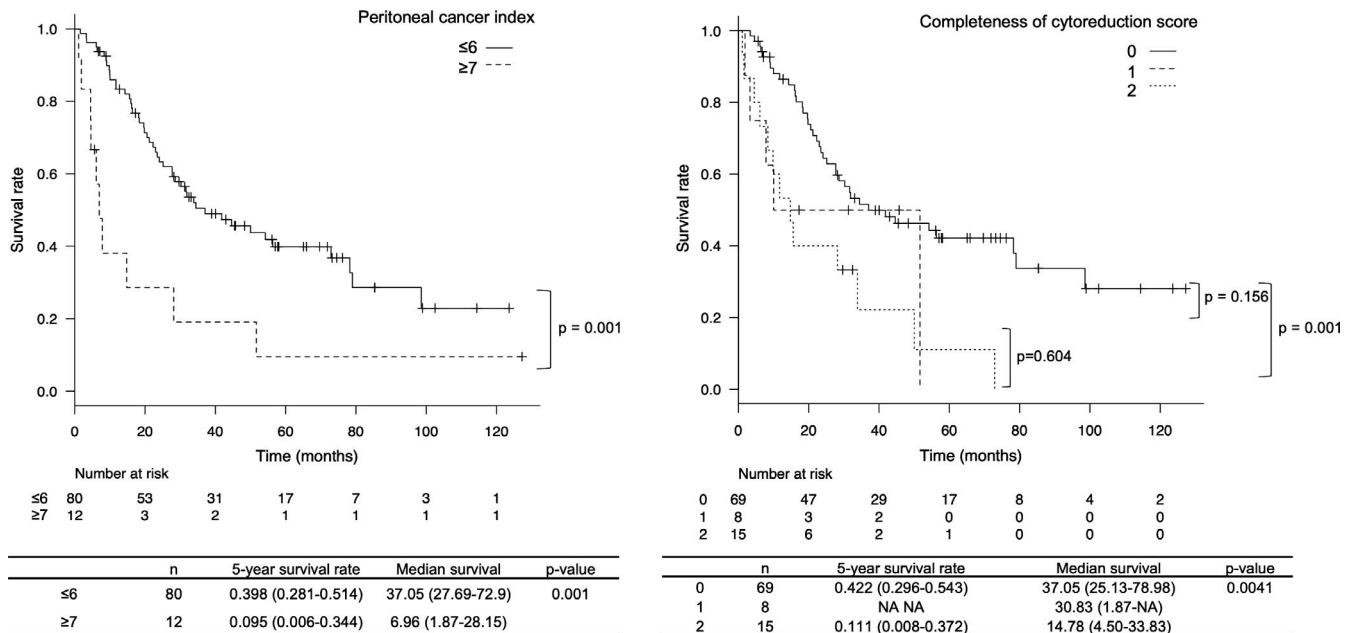 Peritoneal cancer index
≤6
≥7
1.0
0.8
0.6
0.4
0.2
0.0
Survival rate
p = 0.001
0 20 40 60 80 100 120
Time (months)
Number at risk
≤6 80 53 31 17 7 3 1
≥7 12 3 2 1 1 1 1
n 5-year survival rate Median survival p-value
≤6 80 0.398 (0.281-0.514) 37.05 (27.69-72.9) 0.001
≥7 12 0.095 (0.006-0.344) 6.96 (1.87-28.15)
Completeness of cytoreduction score
0
1
2
1.0
0.8
0.6
0.4
0.2
0.0
Survival rate
p = 0.156
p = 0.001
p=0.604
0 20 40 60 80 100 120
Time (months)
Number at risk
0 69 47 29 17 8 4 2
1 8 3 2 0 0 0 0
2 15 6 2 1 0 0 0
n 5-year survival rate Median survival p-value
0 69 0.422 (0.296-0.543) 37.05 (25.13-78.98) 0.0041
1 8 NA NA 30.83 (1.87-NA)
2 15 0.111 (0.008-0.372) 14.78 (4.50-33.83)